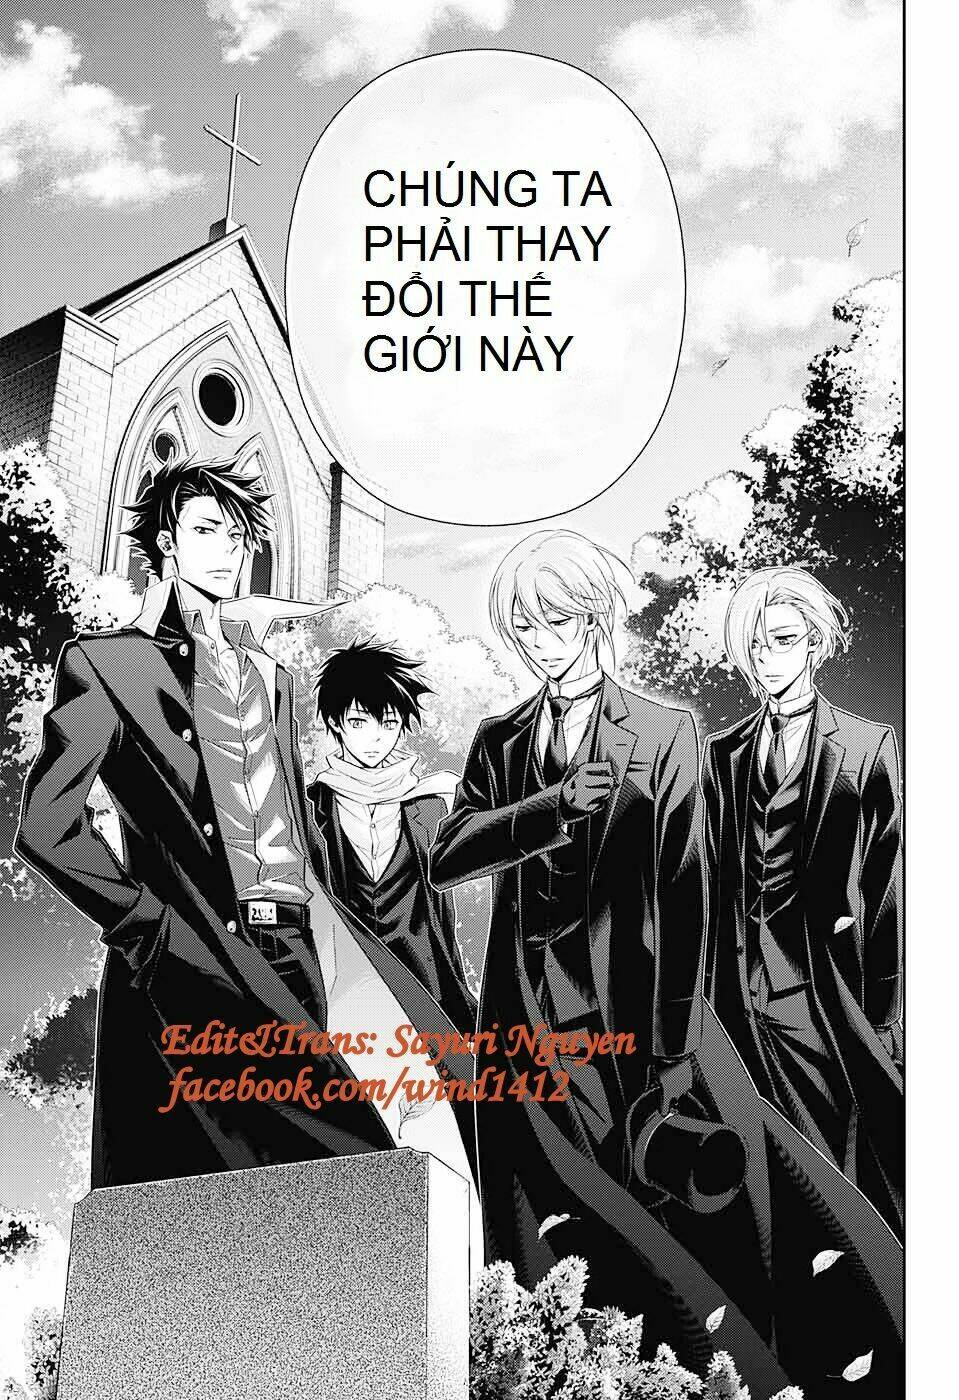 CHÚNG TA
PHẢI THAY
ĐỔI THẾ
GIỚI NÀY
Edit&Trans: Sayuri Nguyen
facebook.com/wind1412